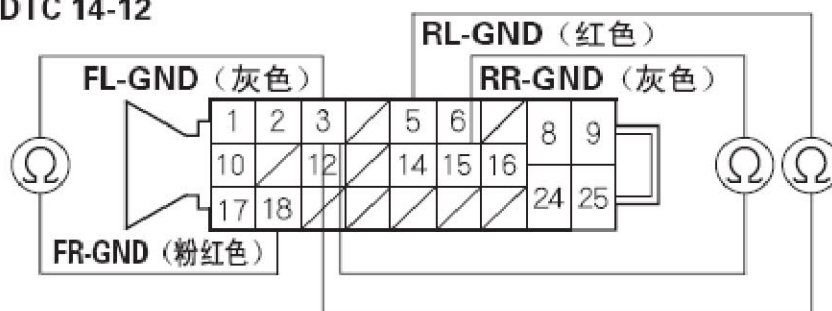 DTC 14-12
RL-GND（红色）
FL-GND（灰色） RR-GND（灰色）
1 2 3 5 6 8 9
10 12 14 15 16
17 18 24 25
Ω Ω Ω
FR-GND（粉红色）